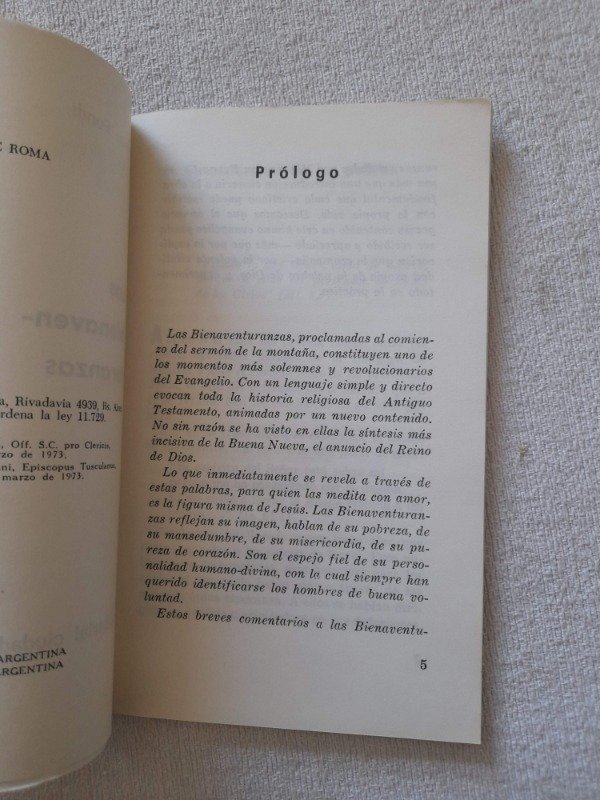 E ROMA
a, Rivadavia 4939, Bs. Aires
rdena la ley 11.729.
, Off. S.C, pro Clericis,
rzo de 1973.
ni, Episcopus Tusculanus,
marzo de 1973.
ARGENTINA
ARGENTINA
Prólogo
Las Bienaventuranzas, proclamadas al comien-
zo del sermón de la montaña, constituyen uno de
los momentos más solemnes y revolucionarios
del Evangelio. Con un lenguaje simple y directo
evocan toda la historia religiosa del Antiguo
Testamento, animadas por un nuevo contenido.
No sin razón se ha visto en ellas la síntesis más
incisiva de la Buena Nueva, el anuncio del Reino
de Dios.
Lo que inmediatamente se revela a través de
estas palabras, para quien las medita con amor,
es la figura misma de Jesús. Las Bienaventuran-
zas reflejan su imagen, hablan de su pobreza, de
su mansedumbre, de su misericordia, de su pu-
reza de corazón. Son el espejo fiel de su perso-
nalidad humano-divina, con la cual siempre han
querido identificarse los hombres de buena vo-
luntad.
Estos breves comentarios a las Bienaventu-
5